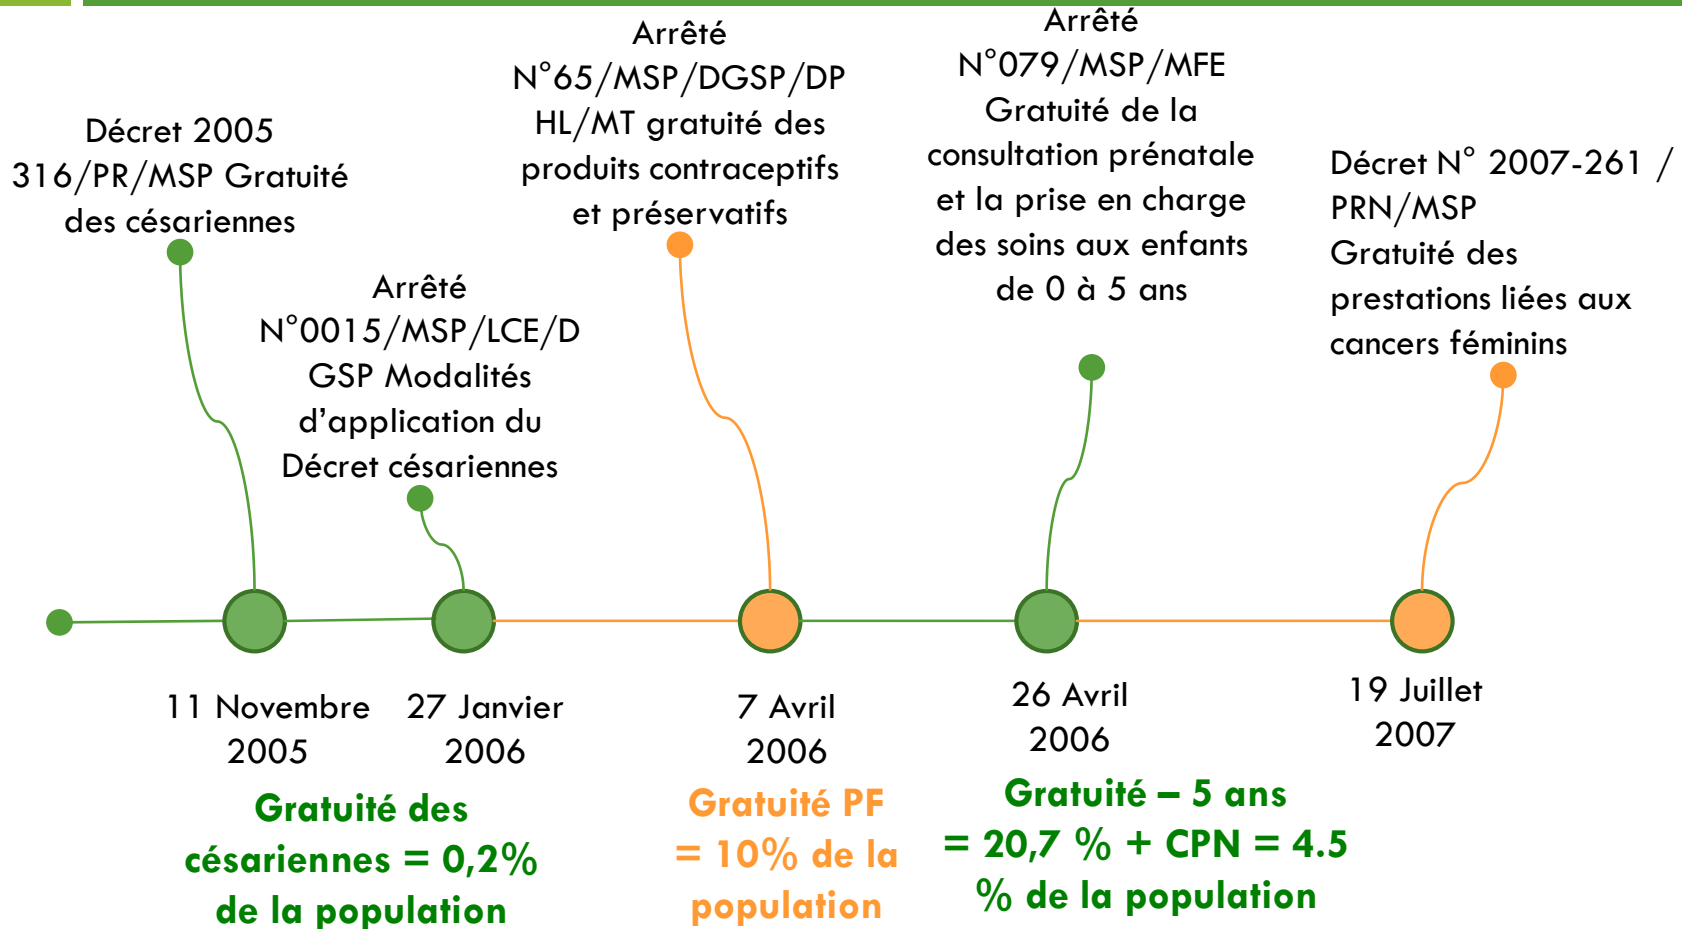 Décret 2005
316/PR/MSP Gratuité
des césariennes
Arrêté
N°0015/MSP/LCE/D
GSP Modalités
d’application du
Décret césariennes
Arrêté
N°65/MSP/DGSP/DP
HL/MT gratuité des
produits contraceptifs
et préservatifs
Arrêté
N°079/MSP/MFE
Gratuité de la
consultation prénatale
et la prise en charge
des soins aux enfants
de 0 à 5 ans
Décret N° 2007-261 /
PRN/MSP
Gratuité des
prestations liées aux
cancers féminins
11 Novembre
2005
27 Janvier
2006
7 Avril
2006
26 Avril
2006
19 Juillet
2007
Gratuité des
césariennes = 0,2%
de la population
Gratuité PF
= 10% de la
population
Gratuité – 5 ans
= 20,7 % + CPN = 4.5
% de la population